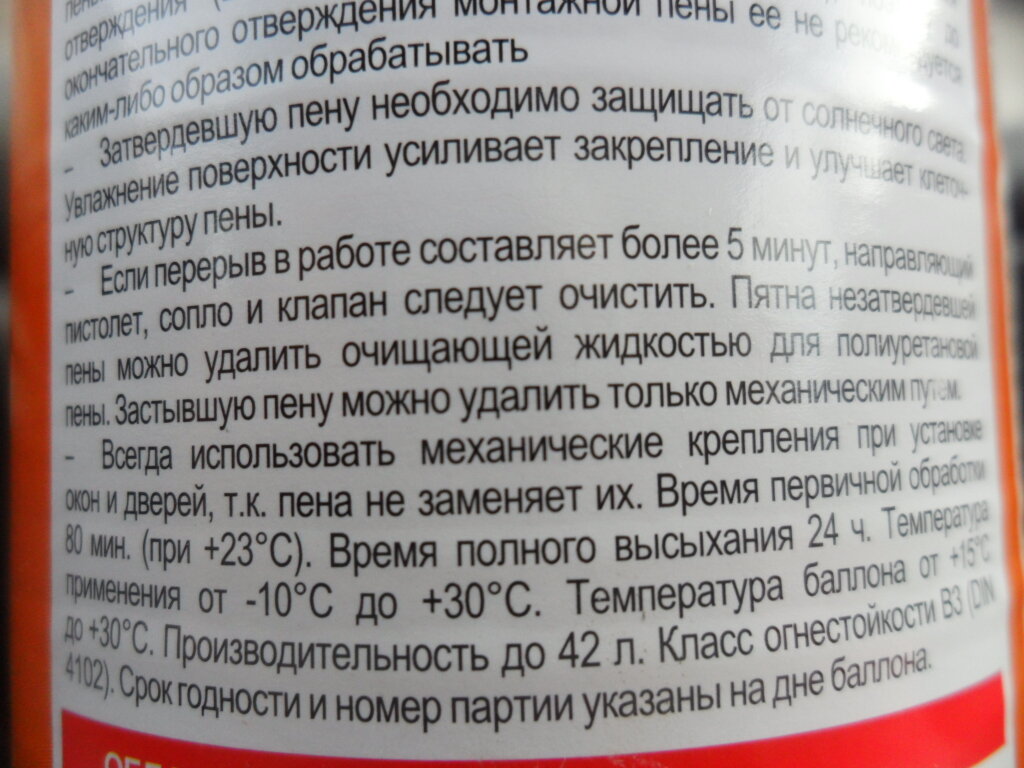 отверждения
окончательного отверждения монтажной пены ее не рекомендуется
каким-либо образом обрабатывать
- Затвердевшую пену необходимо защищать от солнечного света.
Увлажнение поверхности усиливает закрепление и улучшает клеточ-
ную структуру пены.
- Если перерыв в работе составляет более 5 минут, направляющий
пистолет, сопло и клапан следует очистить. Пятна незатвердевшей
пены можно удалить очищающей жидкостью для полиуретановой
пены. Застывшую пену можно удалить только механическим путем.
- Всегда использовать механические крепления при установке
окон и дверей, т.к. пена не заменяет их. Время первичной обработки
80 мин. (при +23°С). Время полного высыхания 24 ч. Температура
применения от -10°С до +30°С. Температура баллона от +15°С
до +30°С. Производительность до 42 л. Класс огнестойкости В3 (DIN
4102). Срок годности и номер партии указаны на дне баллона.